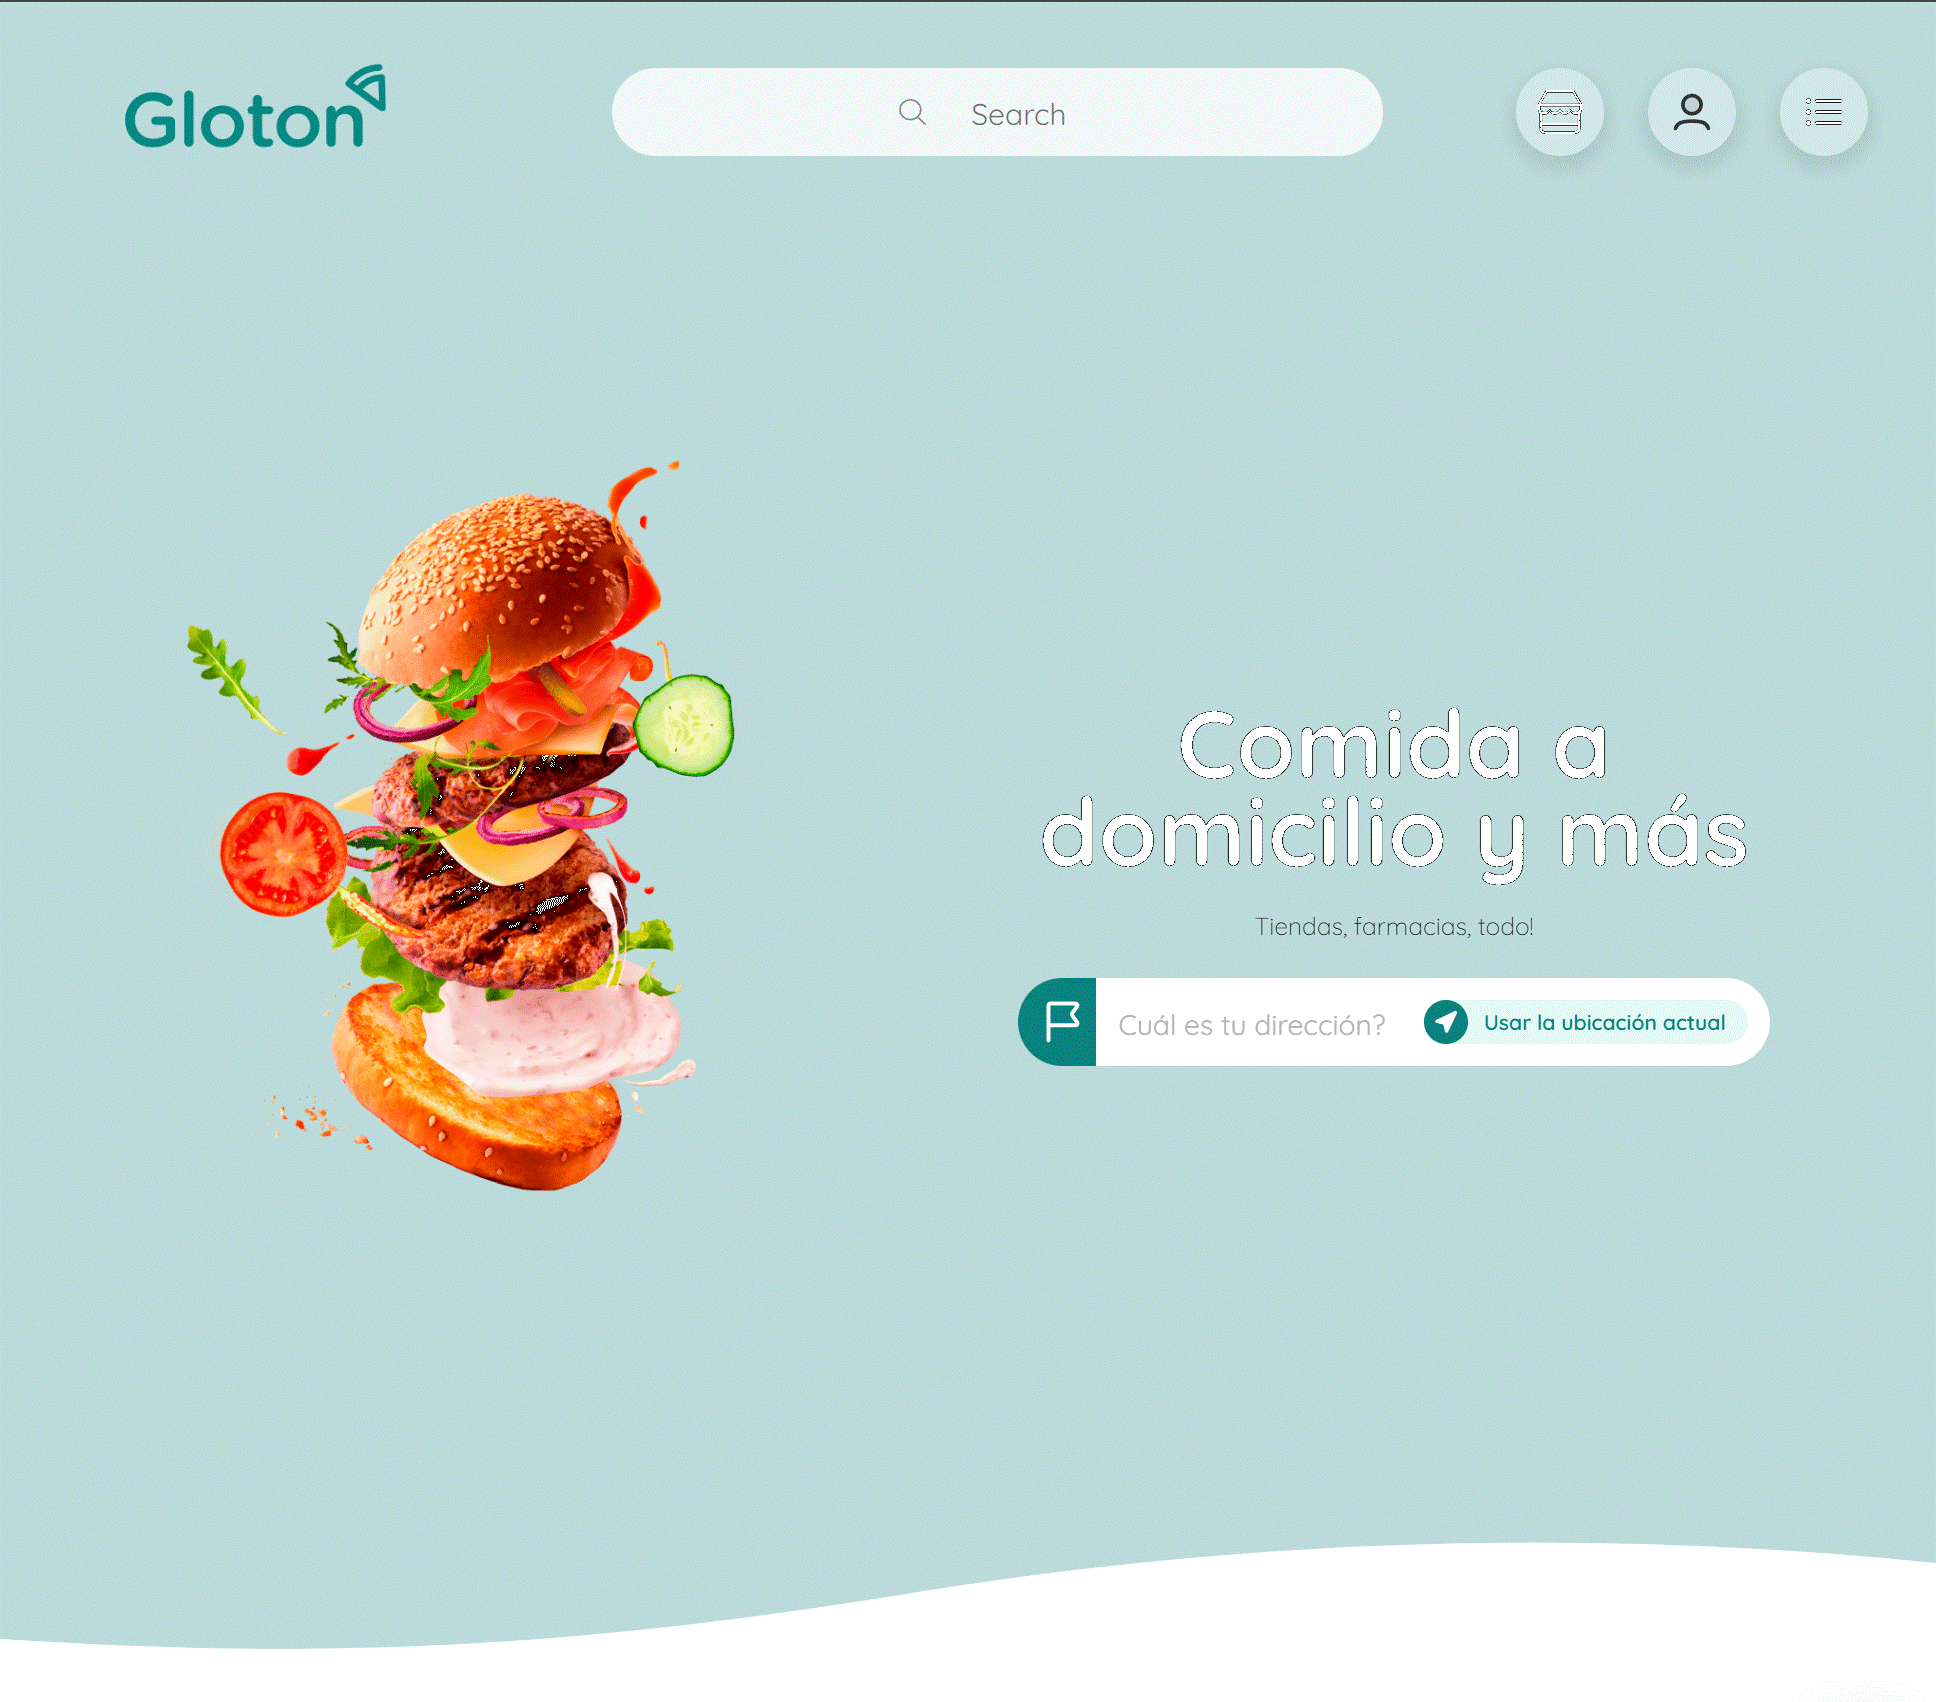 Gloton
Search
Comida a
domicilio y más
Tiendas, farmacias, todo!
Cuál es tu dirección?
Usar la ubicación actual